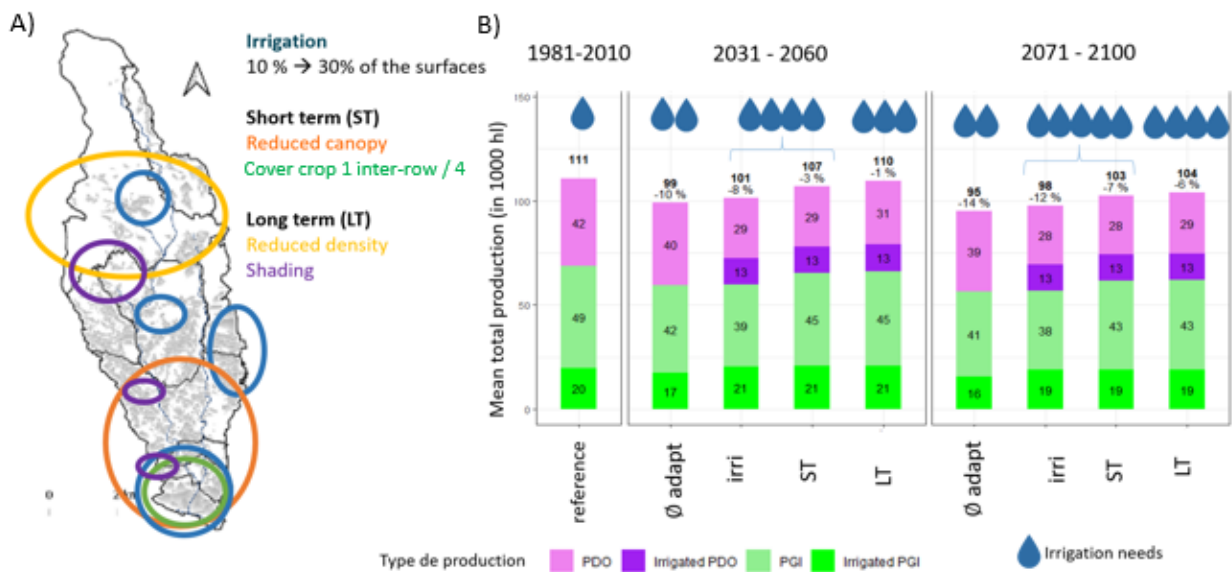 A)
Irrigation
10 % → 30% of the surfaces
Short term (ST)
Reduced canopy
Cover crop 1 inter-row / 4
Long term (LT)
Reduced density
Shading
0
B)
1981-2010 2031 - 2060 2071 - 2100
Mean total production (in 1000 hl)
150
100
50
0
111
42
49
20
99
-10 %
40
42
17
101
-8 %
29
13
39
21
107
-3 %
29
13
45
21
110
-1 %
31
13
45
21
95
-14 %
39
41
16
98
-12 %
28
13
38
19
103
-7 %
28
13
43
19
104
-6 %
29
13
43
19
reference
Ø adapt
irri
ST
LT
Ø adapt
irri
ST
LT
Type de production PDO Irrigated PDO PGI Irrigated PGI
Irrigation needs